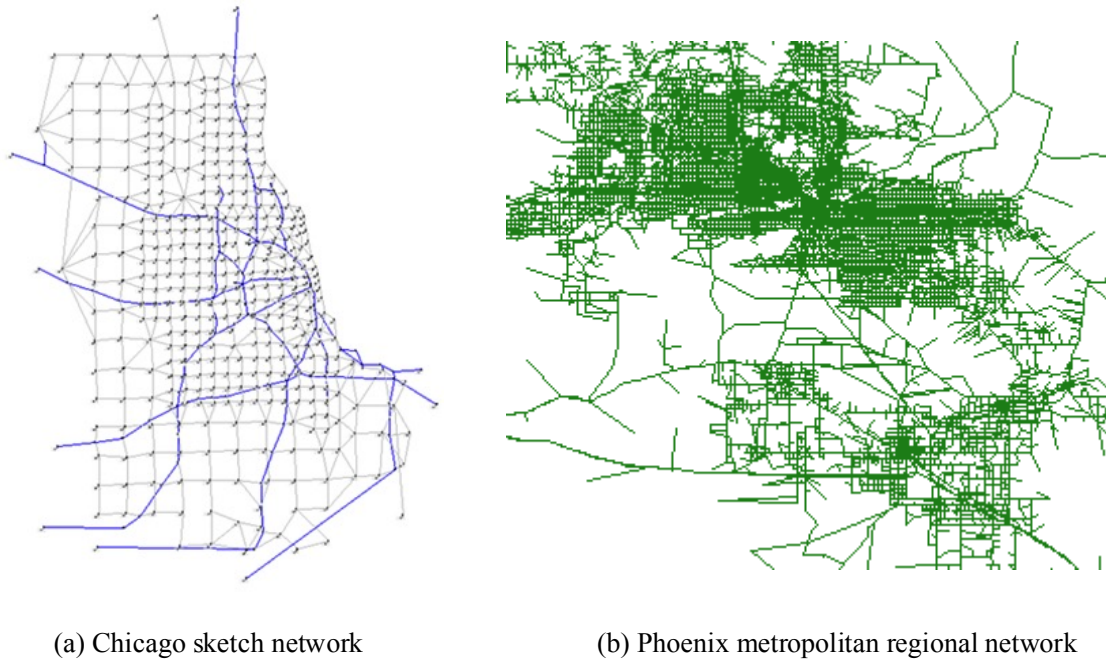 (a) Chicago sketch network
(b) Phoenix metropolitan regional network